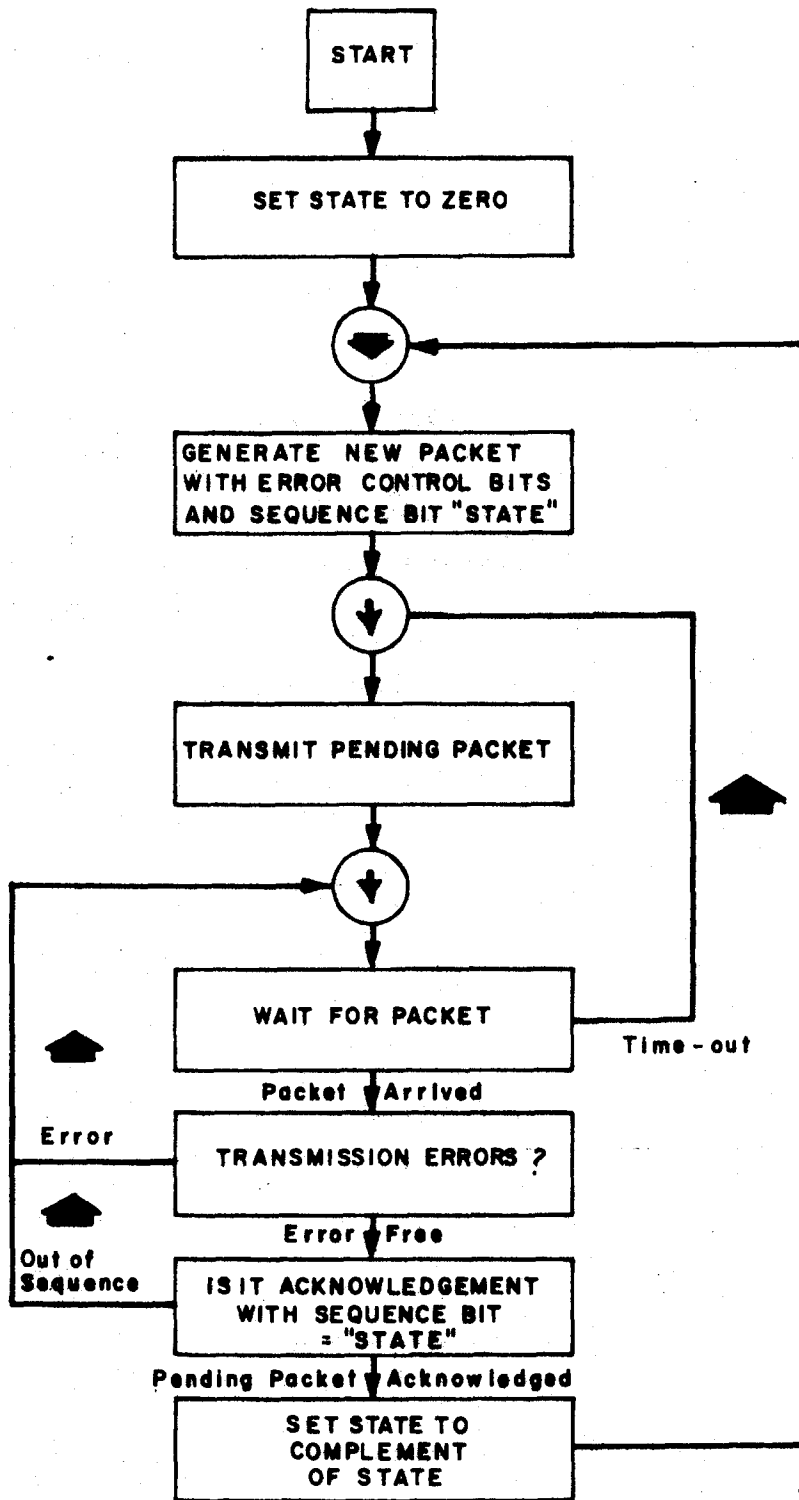 START
SET STATE TO ZERO
GENERATE NEW PACKET
WITH ERROR CONTROL BITS
AND SEQUENCE BIT "STATE"
TRANSMIT PENDING PACKET
WAIT FOR PACKET
Time-out
Packet Arrived
Error
TRANSMISSION ERRORS ?
Error Free
Out of
Sequence
IS IT ACKNOWLEDGEMENT
WITH SEQUENCE BIT
= "STATE"
Pending Packet Acknowledged
SET STATE TO
COMPLEMENT
OF STATE